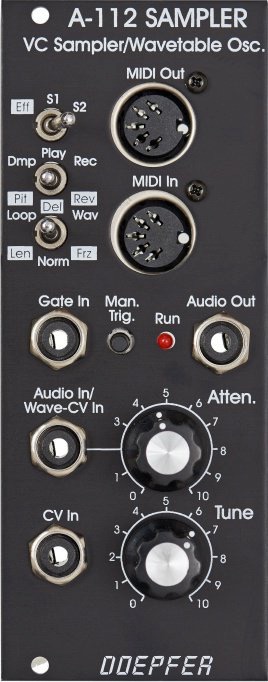 A-112 SAMPLER
VC Sampler/Wavetable Osc.
MIDI Out
Eff S1 S2
Dmp Play Rec
Pit Del Rev
Loop Wav
Len Norm Frz
MIDI In
Gate In
Man.
Trig.
Run
Audio Out
Audio In/
Wave-CV In
Atten.
0 1 2 3 4 5 6 7 8 9 10
CV In
Tune
0 1 2 3 4 5 6 7 8 9 10
DOEPFER